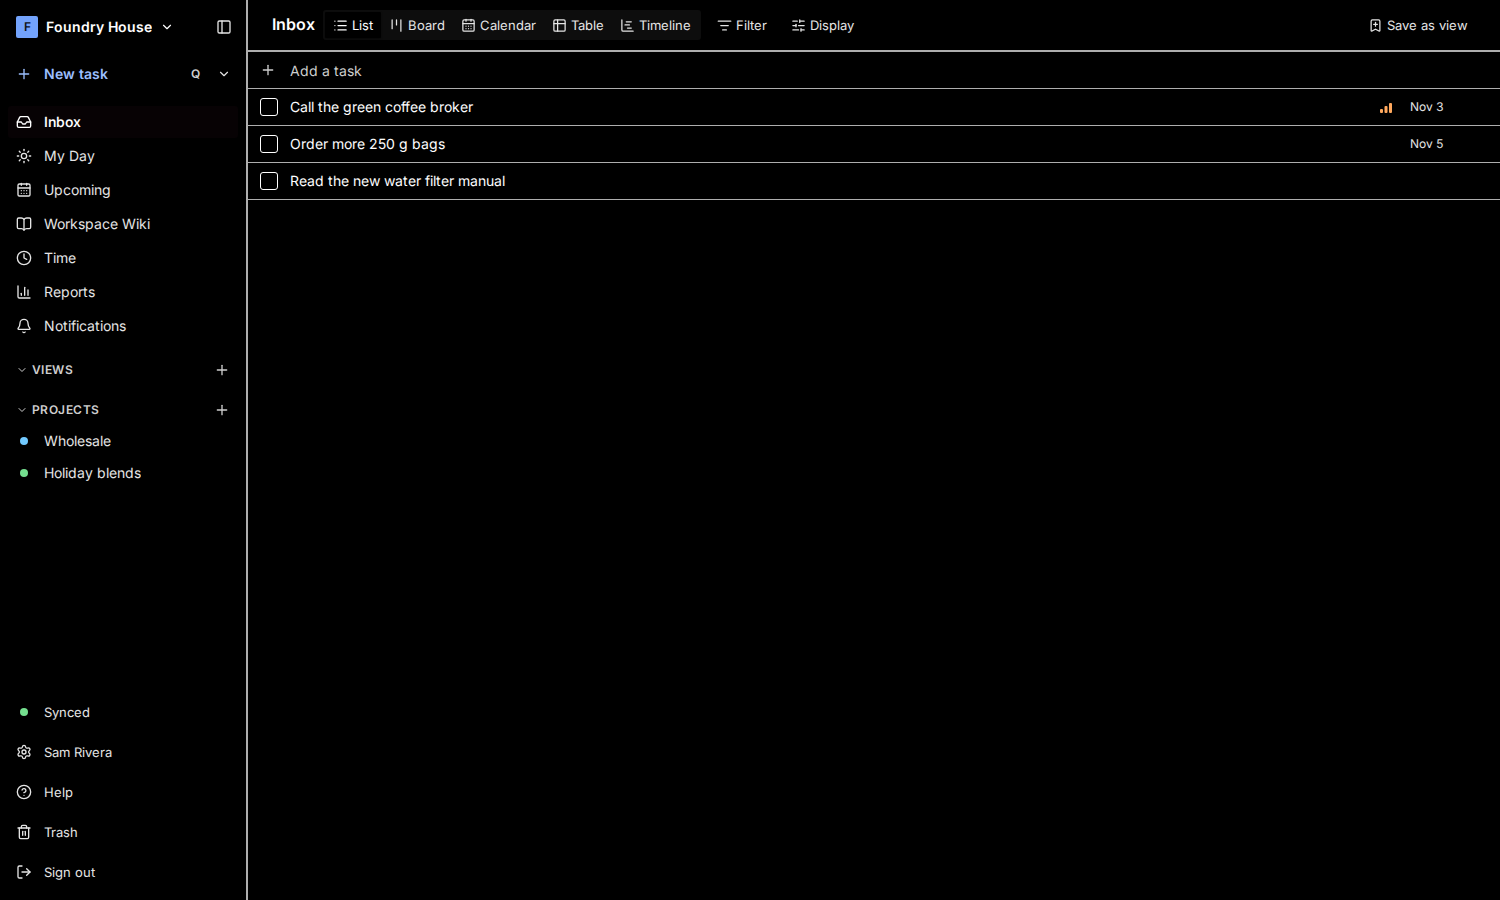 F Foundry House
New task Q
Inbox
My Day
Upcoming
Workspace Wiki
Time
Reports
Notifications
VIEWS
PROJECTS
Wholesale
Holiday blends
Synced
Sam Rivera
Help
Trash
Sign out
Inbox List Board Calendar Table Timeline Filter Display Save as view
Add a task
Call the green coffee broker Nov 3
Order more 250 g bags Nov 5
Read the new water filter manual